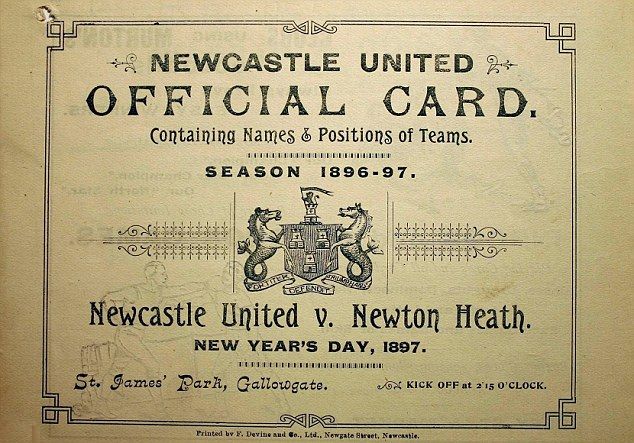 NEWCASTLE UNITED
OFFICIAL CARD.
Containing Names & Positions of Teams.
SEASON 1896-97.
FORTITER DEFENDIT TRIUMPHANS
Newcastle United v. Newton Heath.
NEW YEAR'S DAY, 1897.
St. James' Park, Gallowgate. KICK OFF at 2'15 O'CLOCK.
Printed by F. Devine and Co., Ltd., Newgate Street, Newcastle.